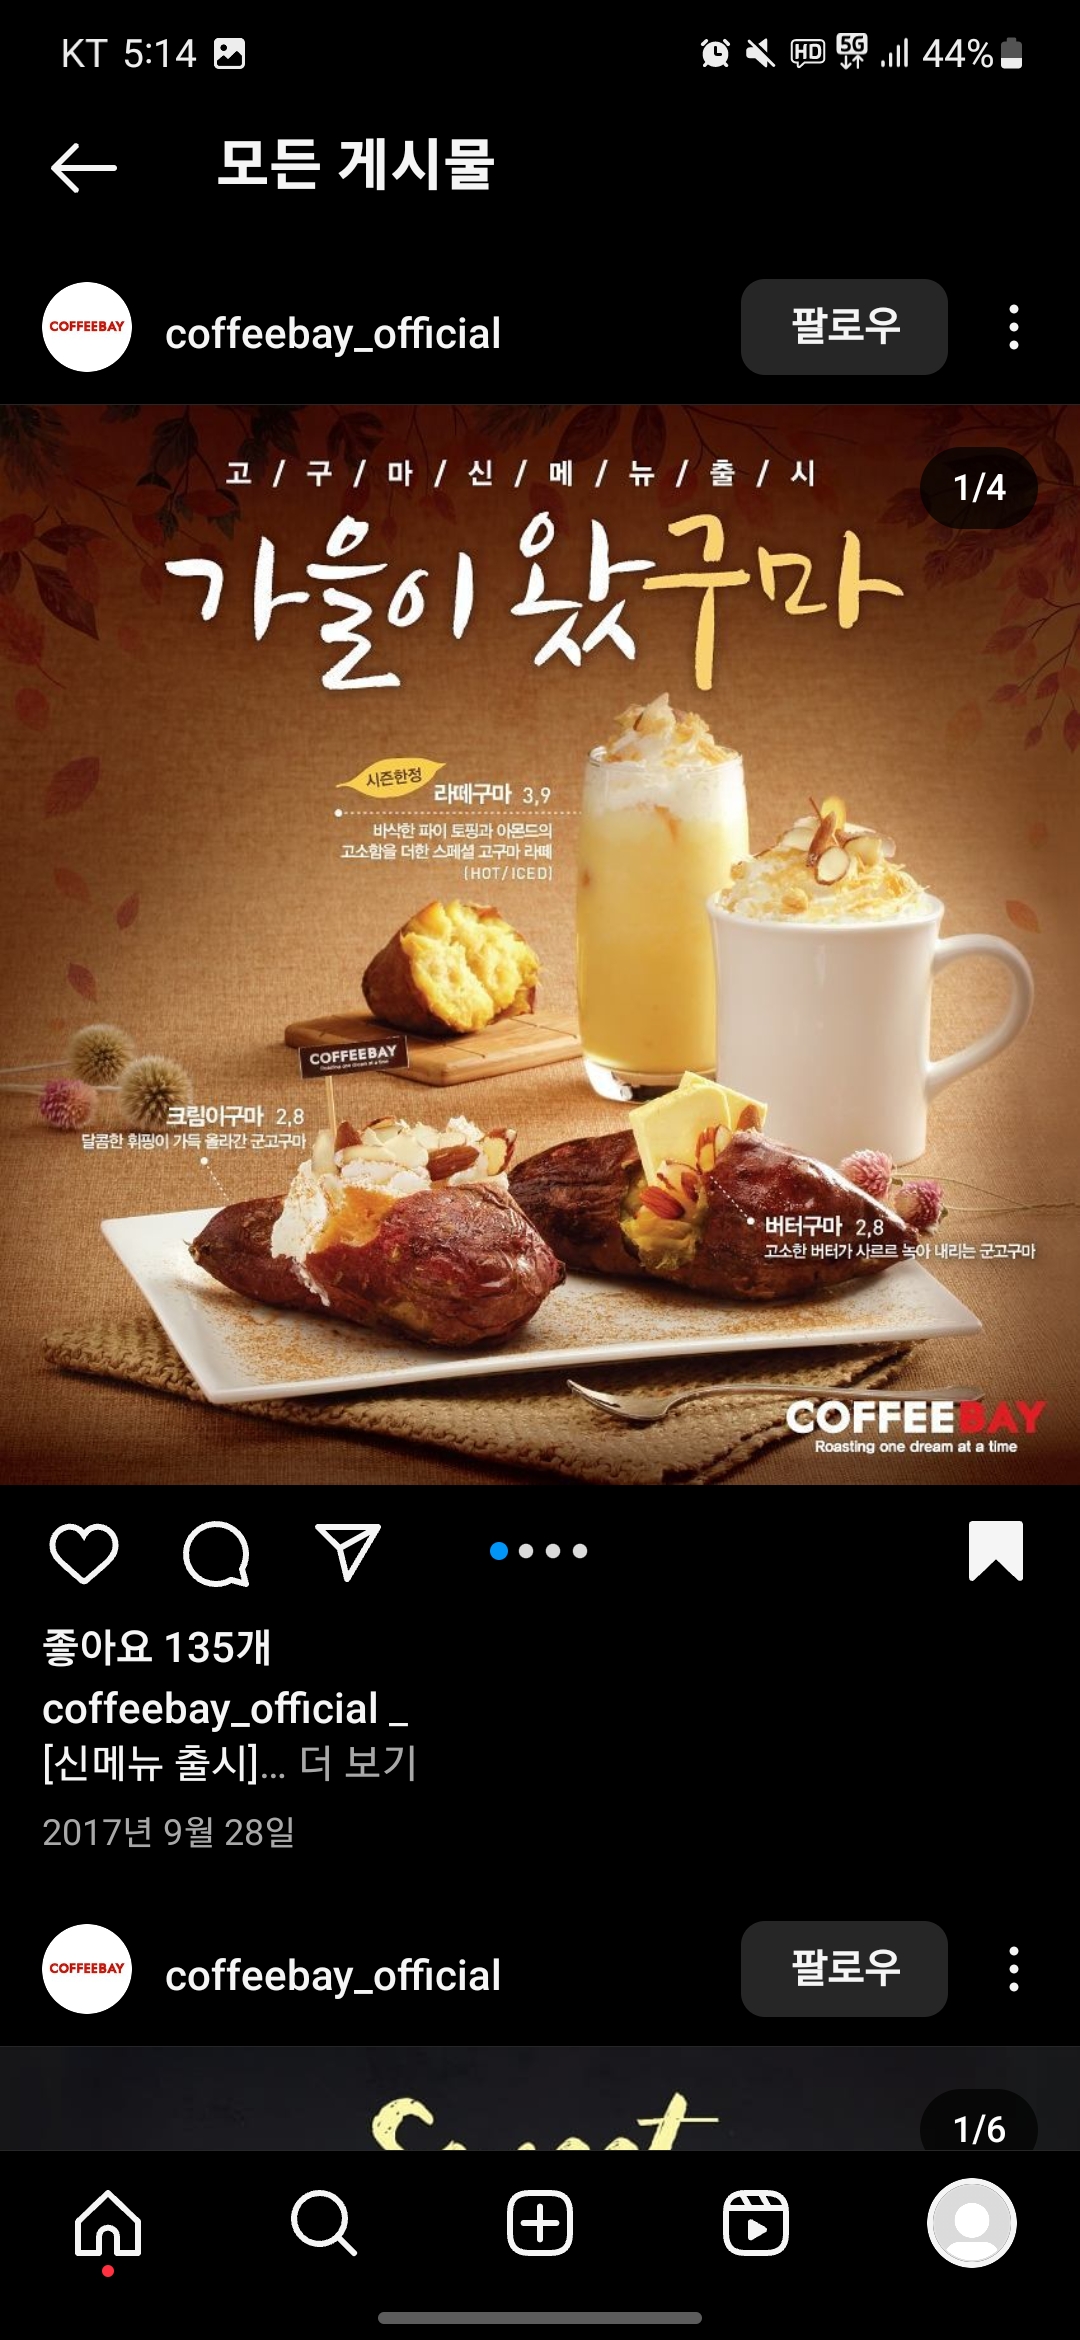 KT 5:14 HD 5G 44%
모든 게시물
COFFEEBAY coffeebay_official 팔로우
고/구/마/신/메/뉴/출/시
1/4
가을이 왔구마
시즌한정 라떼구마 3,9
바삭한 파이 토핑과 아몬드의
고소함을 더한 스페셜 고구마 라떼
(HOT/ICED)
COFFEEBAY
Roasting one dream at a time
크림이구마 2,8
달콤한 휘핑이 가득 올라간 군고구마
버터구마 2,8
고소한 버터가 사르르 녹아 내리는 군고구마
COFFEEBAY
Roasting one dream at a time
좋아요 135개
coffeebay_official _
[신메뉴 출시]... 더 보기
2017년 9월 28일
COFFEEBAY coffeebay_official 팔로우
Sweet
1/6